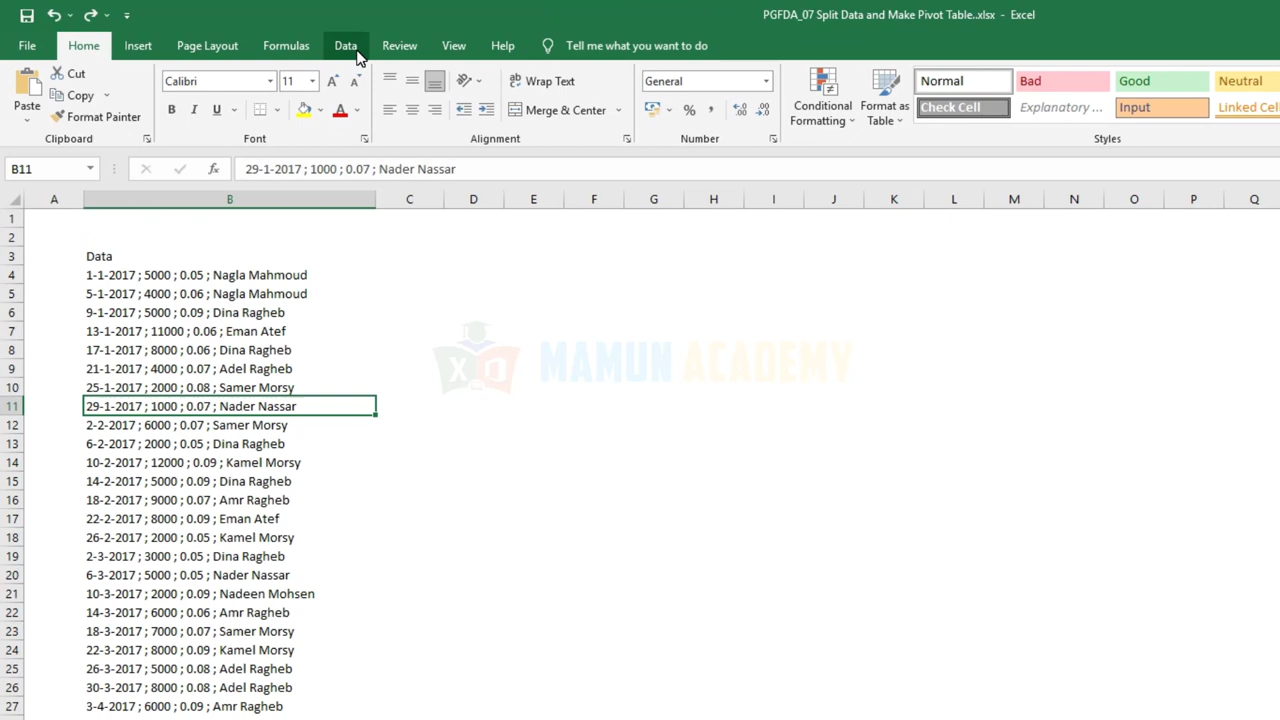 PGFDA_07 Split Data and Make Pivot Table..xlsx - Excel
File Home Insert Page Layout Formulas Data Review View Help Tell me what you want to do
Paste
Cut
Copy
Format Painter
Clipboard
Calibri 11
B I U
Font
Wrap Text
Merge & Center
Alignment
General
Number
Conditional
Formatting
Format as
Table
Normal Bad Good Neutral
Check Cell Explanatory ... Input Linked Cel
Styles
B11 fx 29-1-2017 ; 1000 ; 0.07 ; Nader Nassar
A B C D E F G H I J K L M N O P Q
1
2
3 Data
4 1-1-2017 ; 5000 ; 0.05 ; Nagla Mahmoud
5 5-1-2017 ; 4000 ; 0.06 ; Nagla Mahmoud
6 9-1-2017 ; 5000 ; 0.09 ; Dina Ragheb
7 13-1-2017 ; 11000 ; 0.06 ; Eman Atef
8 17-1-2017 ; 8000 ; 0.06 ; Dina Ragheb
9 21-1-2017 ; 4000 ; 0.07 ; Adel Ragheb
10 25-1-2017 ; 2000 ; 0.08 ; Samer Morsy
11 29-1-2017 ; 1000 ; 0.07 ; Nader Nassar
12 2-2-2017 ; 6000 ; 0.07 ; Samer Morsy
13 6-2-2017 ; 2000 ; 0.05 ; Dina Ragheb
14 10-2-2017 ; 12000 ; 0.09 ; Kamel Morsy
15 14-2-2017 ; 5000 ; 0.09 ; Dina Ragheb
16 18-2-2017 ; 9000 ; 0.07 ; Amr Ragheb
17 22-2-2017 ; 8000 ; 0.09 ; Eman Atef
18 26-2-2017 ; 2000 ; 0.05 ; Kamel Morsy
19 2-3-2017 ; 3000 ; 0.05 ; Dina Ragheb
20 6-3-2017 ; 5000 ; 0.05 ; Nader Nassar
21 10-3-2017 ; 2000 ; 0.09 ; Nadeen Mohsen
22 14-3-2017 ; 6000 ; 0.06 ; Amr Ragheb
23 18-3-2017 ; 7000 ; 0.07 ; Samer Morsy
24 22-3-2017 ; 8000 ; 0.09 ; Kamel Morsy
25 26-3-2017 ; 5000 ; 0.08 ; Adel Ragheb
26 30-3-2017 ; 8000 ; 0.08 ; Adel Ragheb
27 3-4-2017 ; 6000 ; 0.09 ; Amr Ragheb
MAMUN ACADEMY